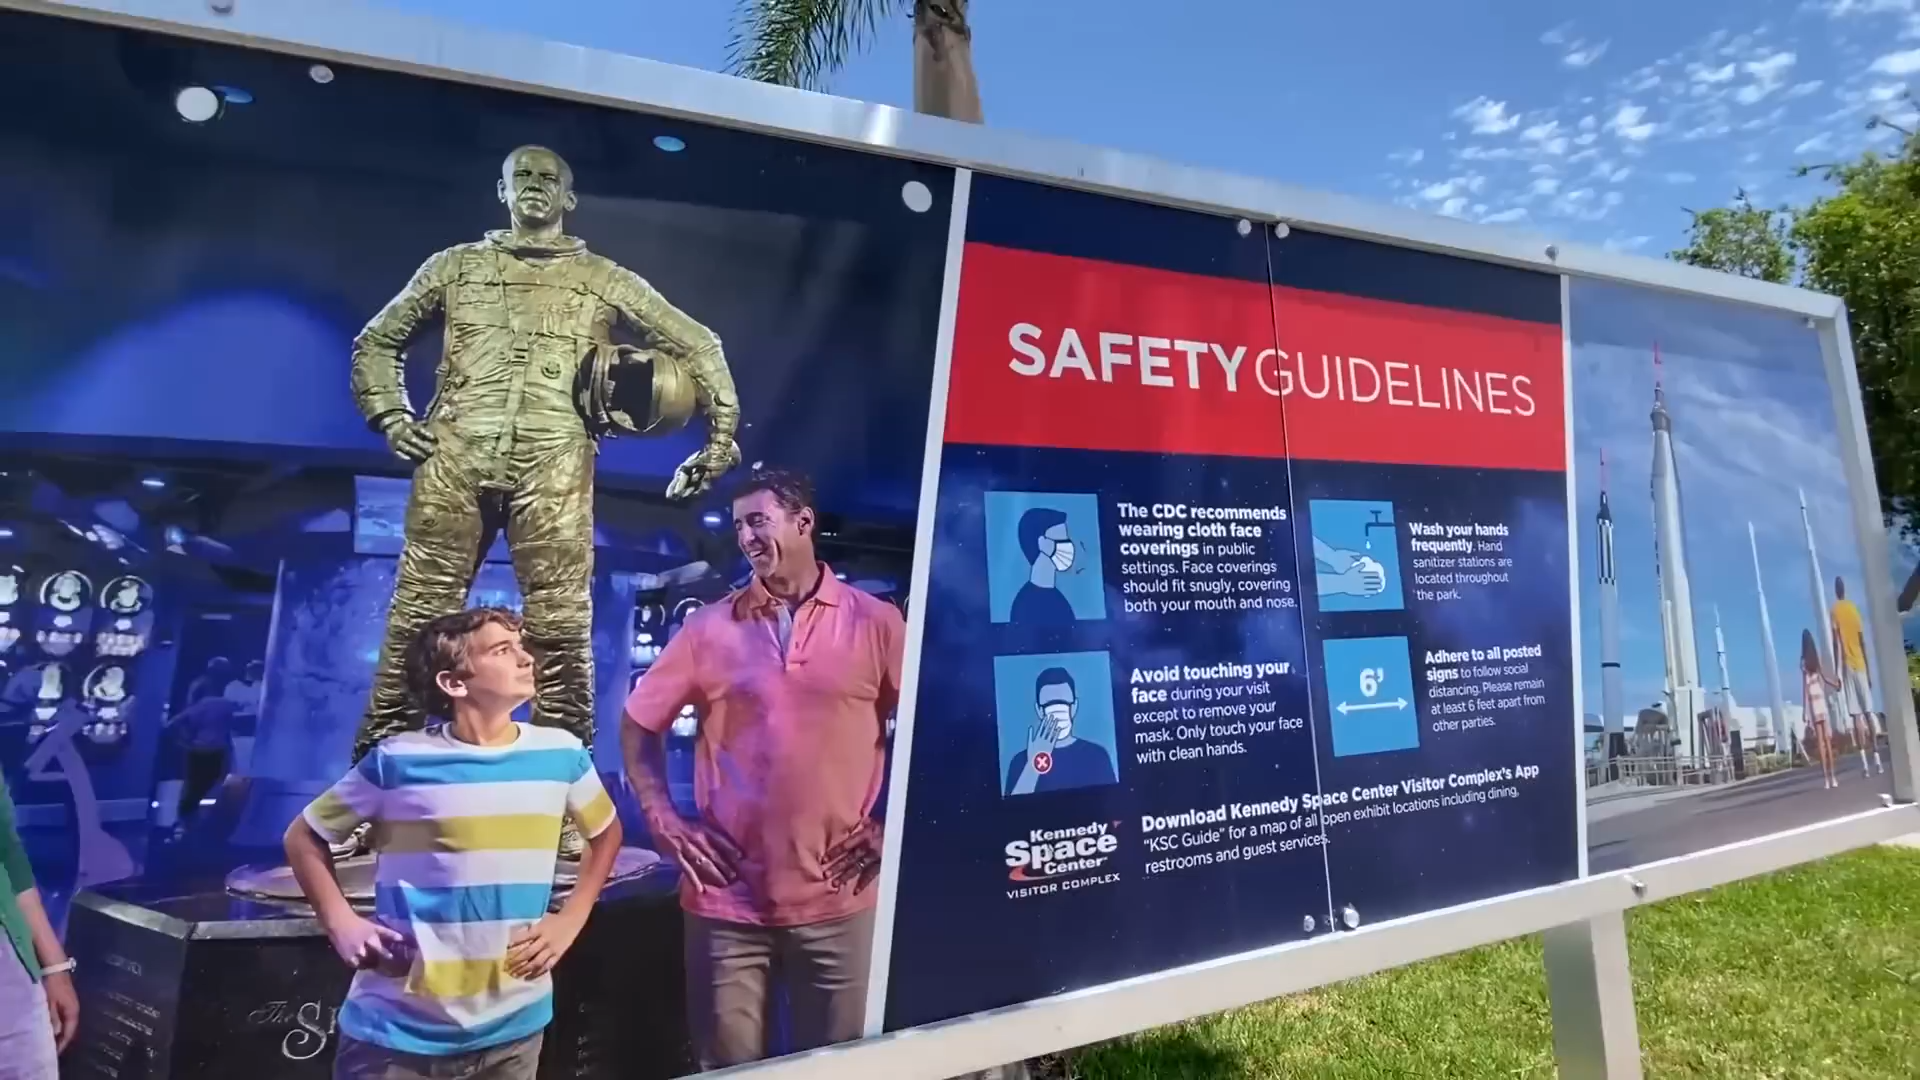 SAFETY GUIDELINES
The CDC recommends
wearing cloth face
coverings in public
settings. Face coverings
should fit snugly, covering
both your mouth and nose.
Wash your hands
frequently. Hand
sanitizer stations are
located throughout
the park.
Avoid touching your
face during your visit
except to remove your
mask. Only touch your face
with clean hands.
6'
Adhere to all posted
signs to follow social
distancing. Please remain
at least 6 feet apart from
other parties.
Kennedy
Space
Center
VISITOR COMPLEX
Download Kennedy Space Center Visitor Complex's App
"KSC Guide" for a map of all open exhibit locations including dining,
restrooms and guest services.
The